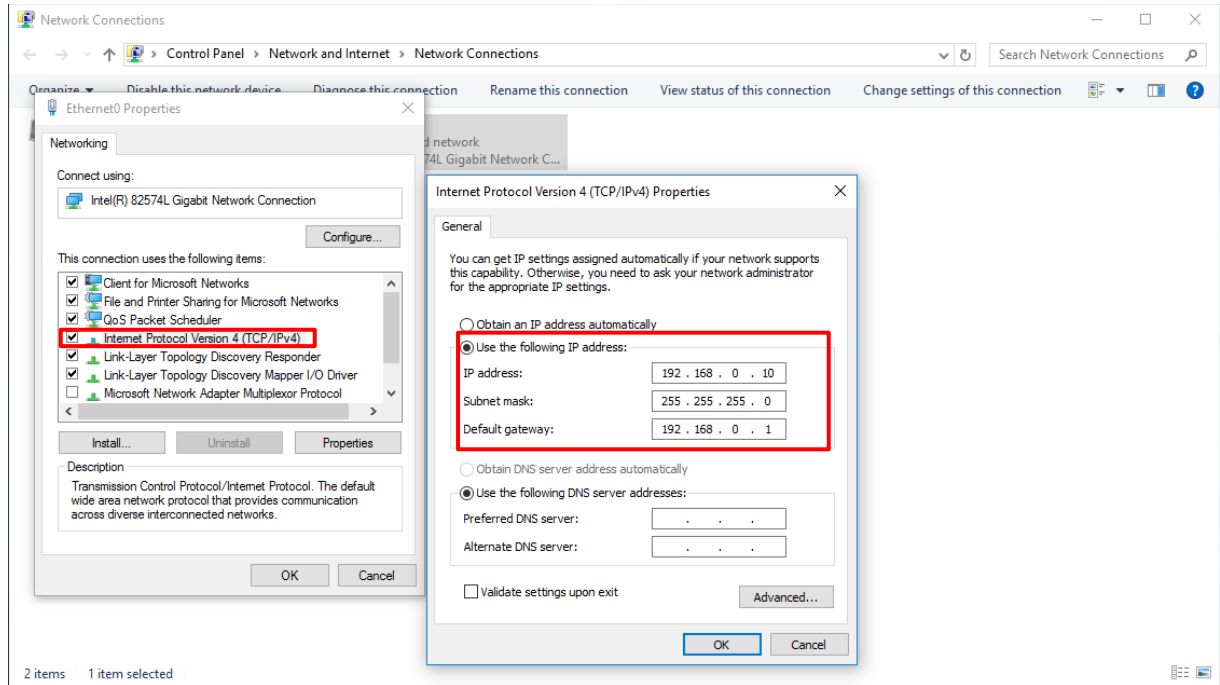 Network Connections
Control Panel > Network and Internet > Network Connections
Search Network Connections
Organize Disable this network device Diagnose this connection Rename this connection View status of this connection Change settings of this connection
Ethernet0 Properties
Networking
Connect using:
Intel(R) 82574L Gigabit Network Connection
Configure...
This connection uses the following items:
Client for Microsoft Networks
File and Printer Sharing for Microsoft Networks
QoS Packet Scheduler
Internet Protocol Version 4 (TCP/IPv4)
Link-Layer Topology Discovery Responder
Link-Layer Topology Discovery Mapper I/O Driver
Microsoft Network Adapter Multiplexor Protocol
Install... Uninstall Properties
Description
Transmission Control Protocol/Internet Protocol. The default
wide area network protocol that provides communication
across diverse interconnected networks.
OK Cancel
d network
74L Gigabit Network C...
Internet Protocol Version 4 (TCP/IPv4) Properties
General
You can get IP settings assigned automatically if your network supports
this capability. Otherwise, you need to ask your network administrator
for the appropriate IP settings.
Obtain an IP address automatically
Use the following IP address:
IP address: 192 . 168 . 0 . 10
Subnet mask: 255 . 255 . 255 . 0
Default gateway: 192 . 168 . 0 . 1
Obtain DNS server address automatically
Use the following DNS server addresses:
Preferred DNS server: . . .
Alternate DNS server: . . .
Validate settings upon exit
Advanced...
OK Cancel
2 items 1 item selected